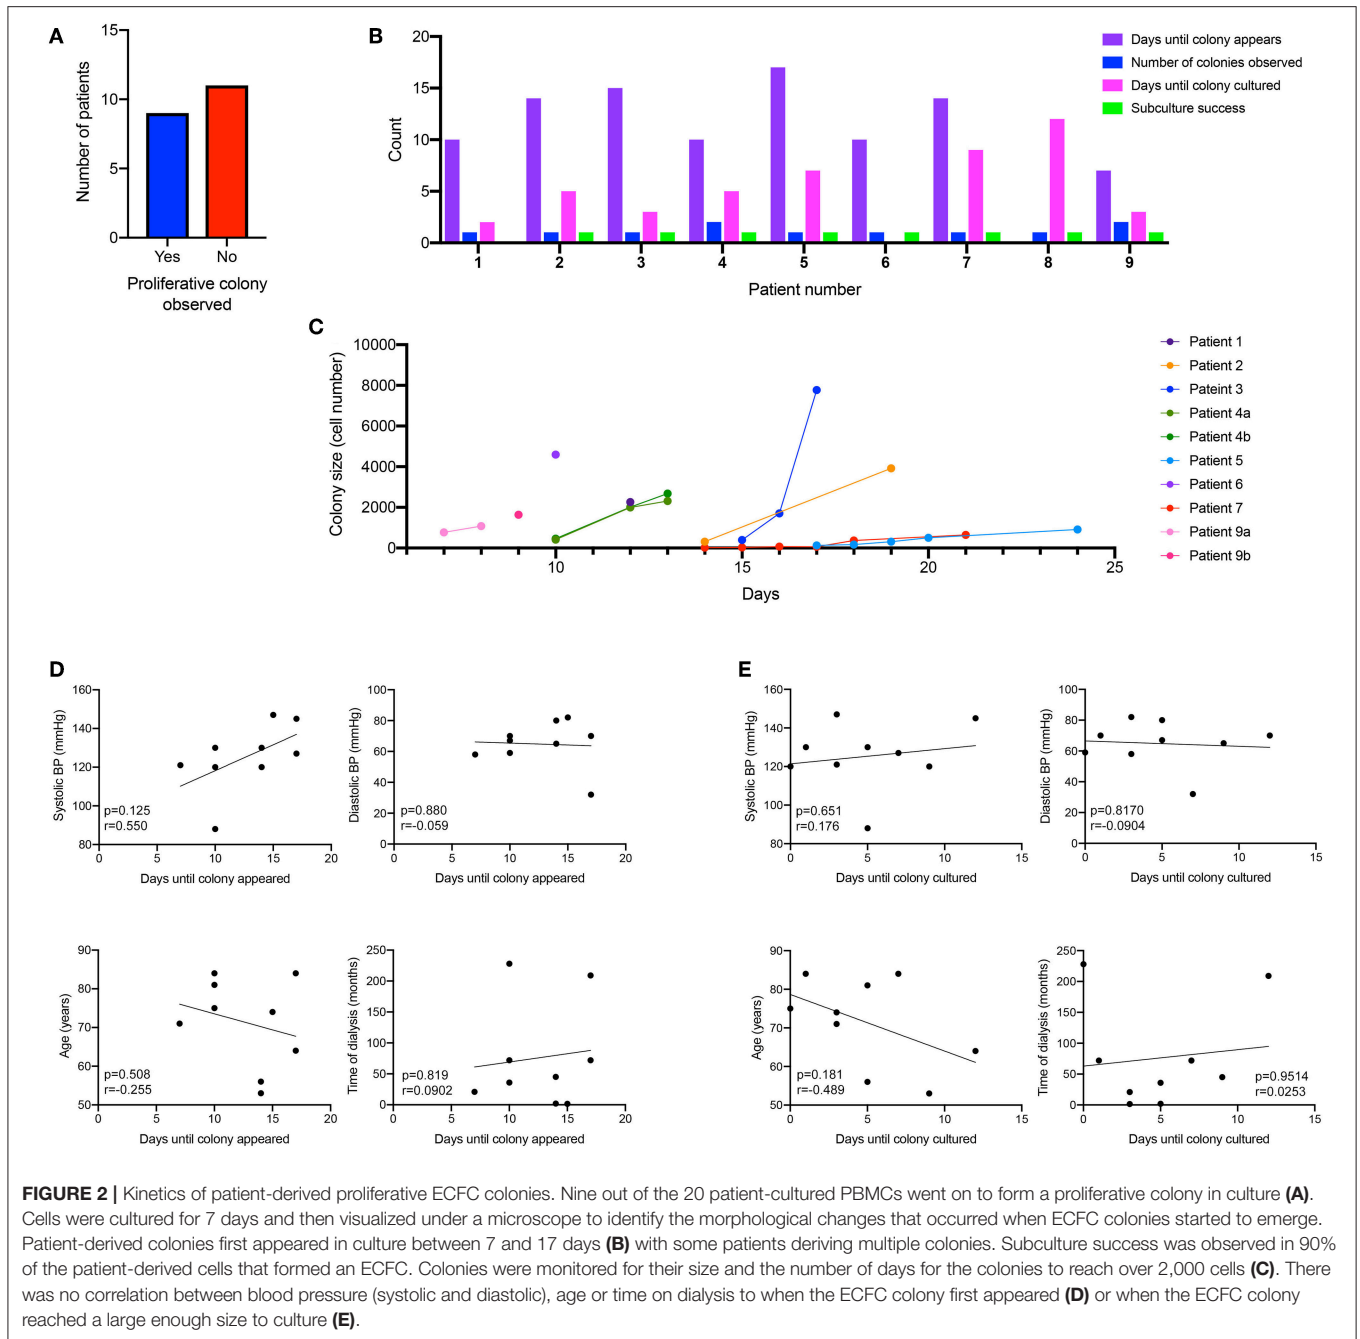 A
15
10
5
0
Number of patients
Yes
No
Proliferative colony
observed
B
20
15
10
5
0
Count
1
2
3
4
5
6
7
8
9
Patient number
Days until colony appears
Number of colonies observed
Days until colony cultured
Subculture success
C
10000
8000
6000
4000
2000
0
Colony size (cell number)
10
15
20
25
Days
Patient 1
Patient 2
Pateint 3
Patient 4a
Patient 4b
Patient 5
Patient 6
Patient 7
Patient 9a
Patient 9b
D
160
140
120
100
80
Systolic BP (mmHg)
p=0.125
r=0.550
0
5
10
15
20
Days until colony appeared
100
80
60
40
20
0
Diastolic BP (mmHg)
p=0.880
r=-0.059
0
5
10
15
20
Days until colony appeared
90
80
70
60
50
Age (years)
p=0.508
r=-0.255
0
5
10
15
20
Days until colony appeared
250
200
150
100
50
0
Time of dialysis (months)
p=0.819
r=0.0902
0
5
10
15
20
Days until colony appeared
E
160
140
120
100
80
Systolic BP (mmHg)
p=0.651
r=0.176
0
5
10
15
Days until colony cultured
100
80
60
40
20
0
Diastolic BP (mmHg)
p=0.8170
r=-0.0904
0
5
10
15
Days until colony cultured
90
80
70
60
50
Age (years)
p=0.181
r=-0.489
0
5
10
15
Days until colony cultured
250
200
150
100
50
0
Time of dialysis (months)
p=0.9514
r=0.0253
0
5
10
15
Days until colony cultured
FIGURE 2 | Kinetics of patient-derived proliferative ECFC colonies. Nine out of the 20 patient-cultured PBMCs went on to form a proliferative colony in culture (A).
Cells were cultured for 7 days and then visualized under a microscope to identify the morphological changes that occurred when ECFC colonies started to emerge.
Patient-derived colonies first appeared in culture between 7 and 17 days (B) with some patients deriving multiple colonies. Subculture success was observed in 90%
of the patient-derived cells that formed an ECFC. Colonies were monitored for their size and the number of days for the colonies to reach over 2,000 cells (C). There
was no correlation between blood pressure (systolic and diastolic), age or time on dialysis to when the ECFC colony first appeared (D) or when the ECFC colony
reached a large enough size to culture (E).